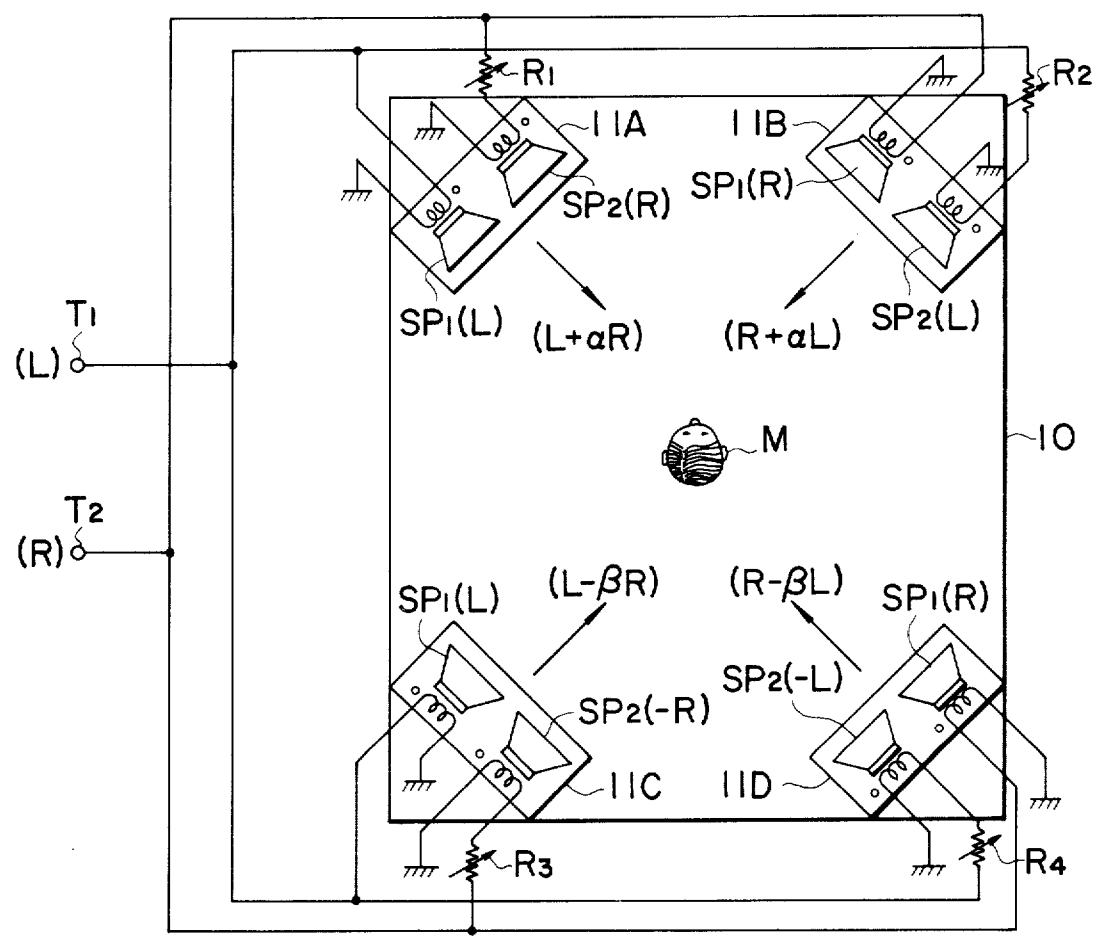 R1
R2
11A
11B
SP2(R)
SP1(R)
SP1(L)
SP2(L)
T1
(L+αR)
(R+αL)
(L)
M
10
T2
(R)
(L-βR)
(R-βL)
SP1(L)
SP1(R)
SP2(-L)
SP2(-R)
11C
11D
R3
R4